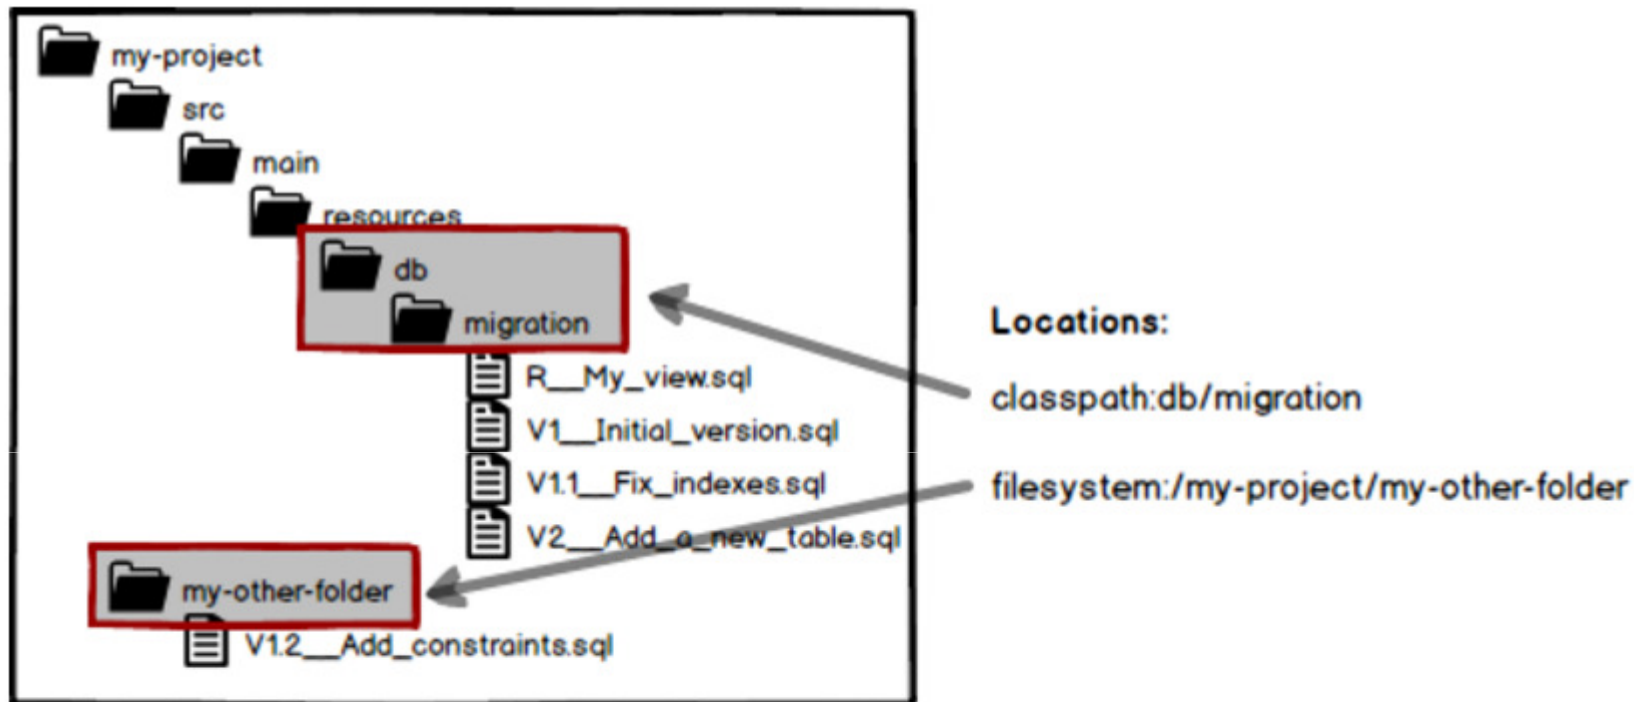 my-project
src
main
resources
db
migration
R__My_view.sql
V1__Initial_version.sql
V1.1__Fix_indexes.sql
V2__Add_a_new_table.sql
my-other-folder
V1.2__Add_constraints.sql
Locations:
classpath:db/migration
filesystem:/my-project/my-other-folder